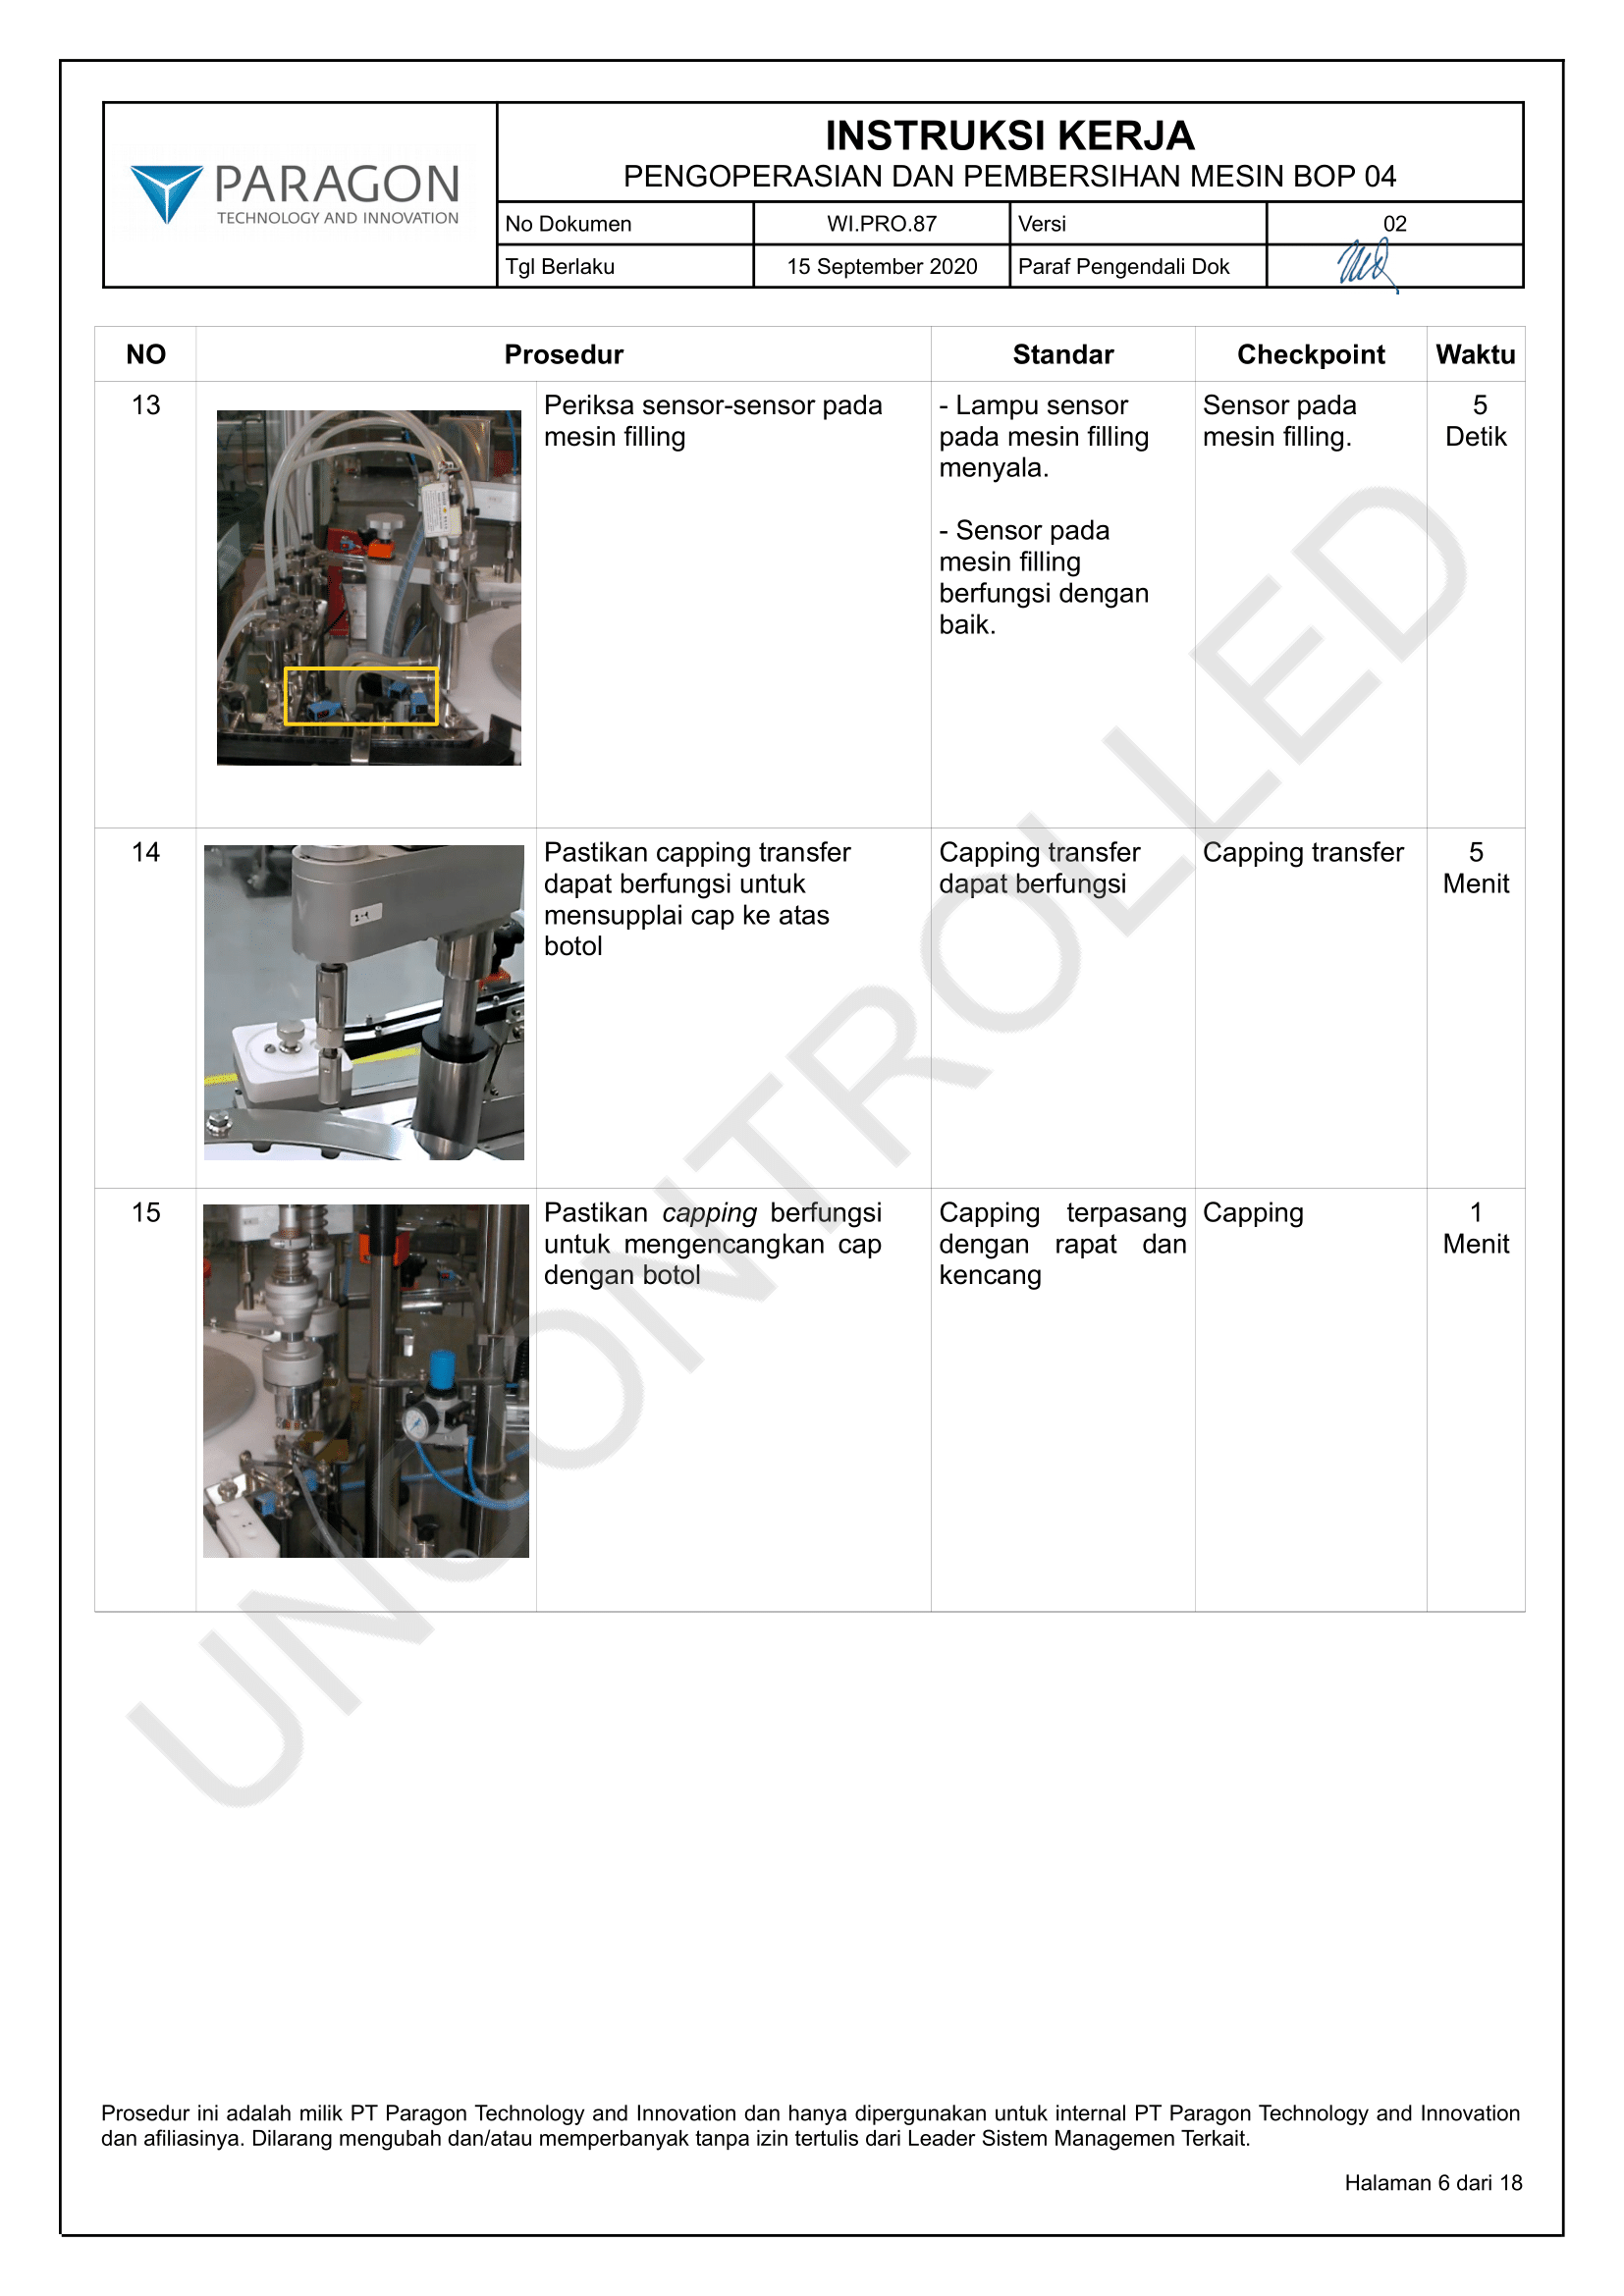 PARAGON
TECHNOLOGY AND INNOVATION
INSTRUKSI KERJA
PENGOPERASIAN DAN PEMBERSIHAN MESIN BOP 04
No Dokumen WI.PRO.87 Versi 02
Tgl Berlaku 15 September 2020 Paraf Pengendali Dok
NO Prosedur Standar Checkpoint Waktu
13
Periksa sensor-sensor pada
mesin filling
- Lampu sensor
pada mesin filling
menyala.
- Sensor pada
mesin filling
berfungsi dengan
baik.
Sensor pada
mesin filling.
5
Detik
14
Pastikan capping transfer
dapat berfungsi untuk
mensupplai cap ke atas
botol
Capping transfer
dapat berfungsi
Capping transfer
5
Menit
15
Pastikan capping berfungsi
untuk mengencangkan cap
dengan botol
Capping terpasang
dengan rapat dan
kencang
Capping
1
Menit
UNCONTROLLED
Prosedur ini adalah milik PT Paragon Technology and Innovation dan hanya dipergunakan untuk internal PT Paragon Technology and Innovation
dan afiliasinya. Dilarang mengubah dan/atau memperbanyak tanpa izin tertulis dari Leader Sistem Managemen Terkait.
Halaman 6 dari 18